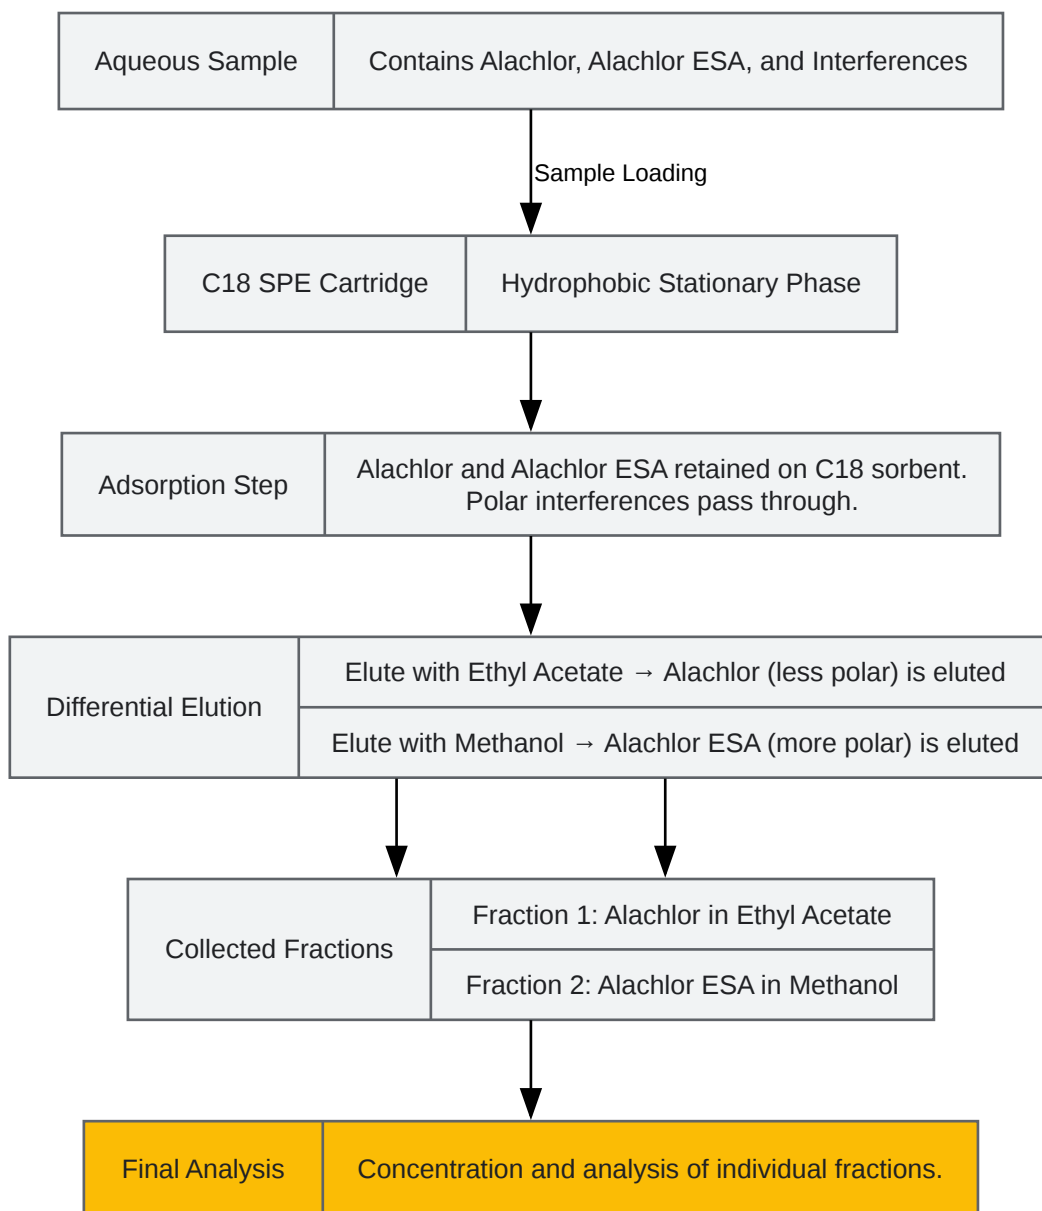 Aqueous Sample
Contains Alachlor, Alachlor ESA, and Interferences
Sample Loading
C18 SPE Cartridge
Hydrophobic Stationary Phase
Adsorption Step
Alachlor and Alachlor ESA retained on C18 sorbent.
Polar interferences pass through.
Differential Elution
Elute with Ethyl Acetate → Alachlor (less polar) is eluted
Elute with Methanol → Alachlor ESA (more polar) is eluted
Collected Fractions
Fraction 1: Alachlor in Ethyl Acetate
Fraction 2: Alachlor ESA in Methanol
Final Analysis
Concentration and analysis of individual fractions.